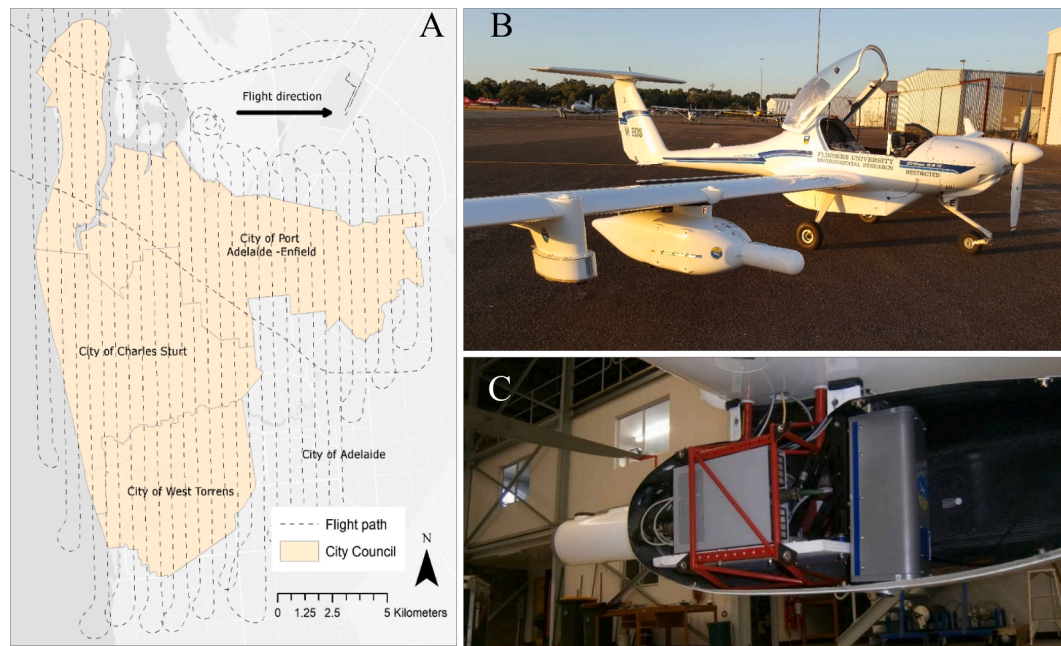 A
Flight direction
City of Port
Adelaide -Enfield
City of Charles Sturt
City of Adelaide
City of West Torrens
Flight path
City Council
N
0 1.25 2.5 5 Kilometers
B
FLINDERS UNIVERSITY
ENVIRONMENTAL RESEARCH
RESTRICTED
C